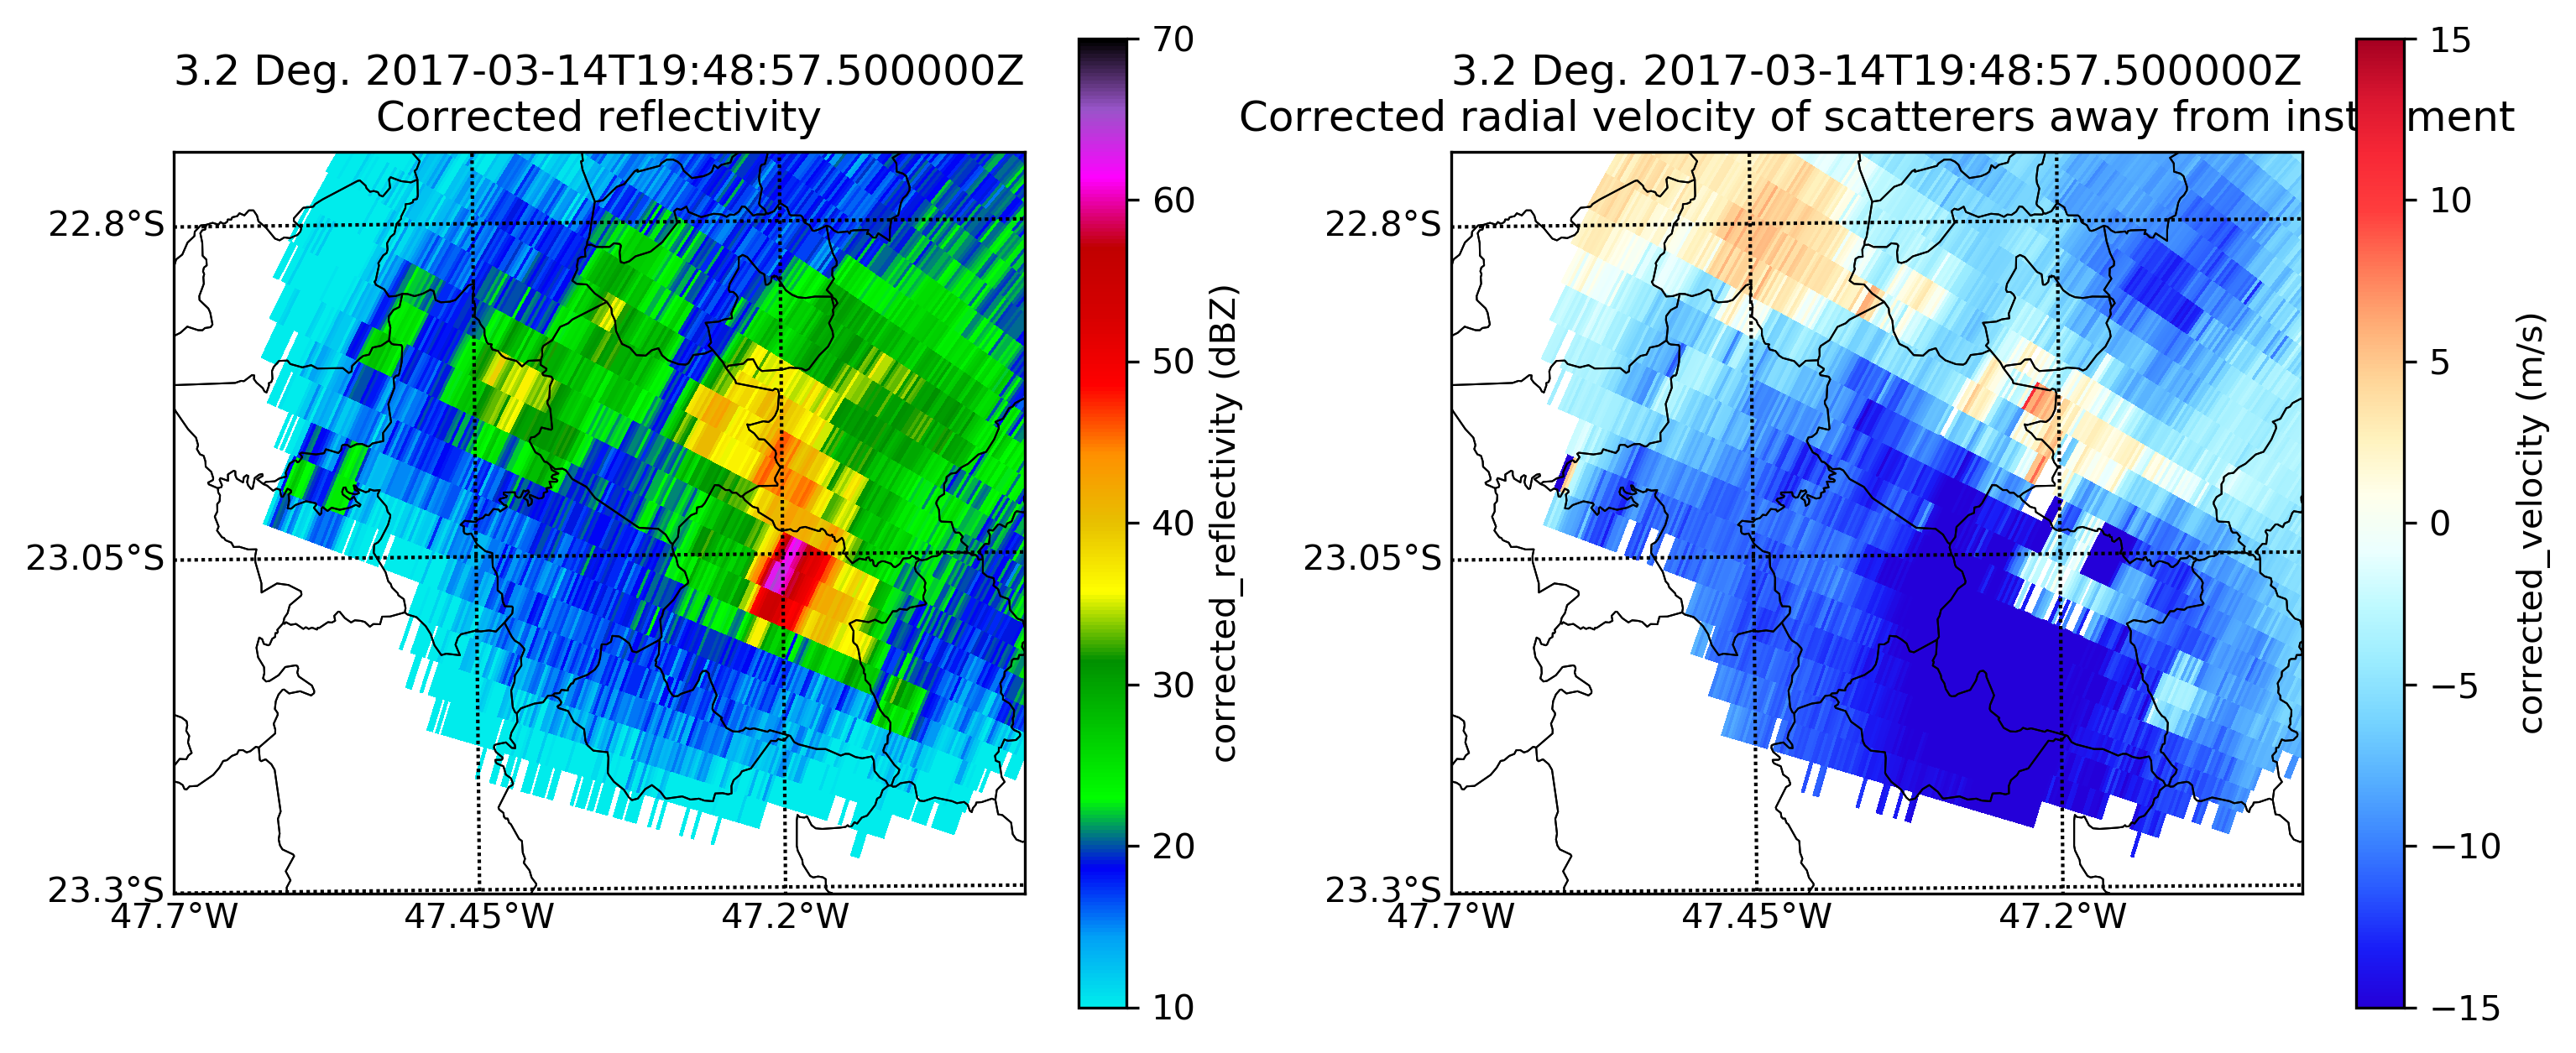 3.2 Deg. 2017-03-14T19:48:57.500000Z
Corrected reflectivity
22.8°S
23.05°S
23.3°S
47.7°W
47.45°W
47.2°W
70
60
50
40
30
20
10
corrected_reflectivity (dBZ)
3.2 Deg. 2017-03-14T19:48:57.500000Z
Corrected radial velocity of scatterers away from inst ment
22.8°S
23.05°S
23.3°S
47.7°W
47.45°W
47.2°W
15
10
5
0
−5
−10
−15
corrected_velocity (m/s)